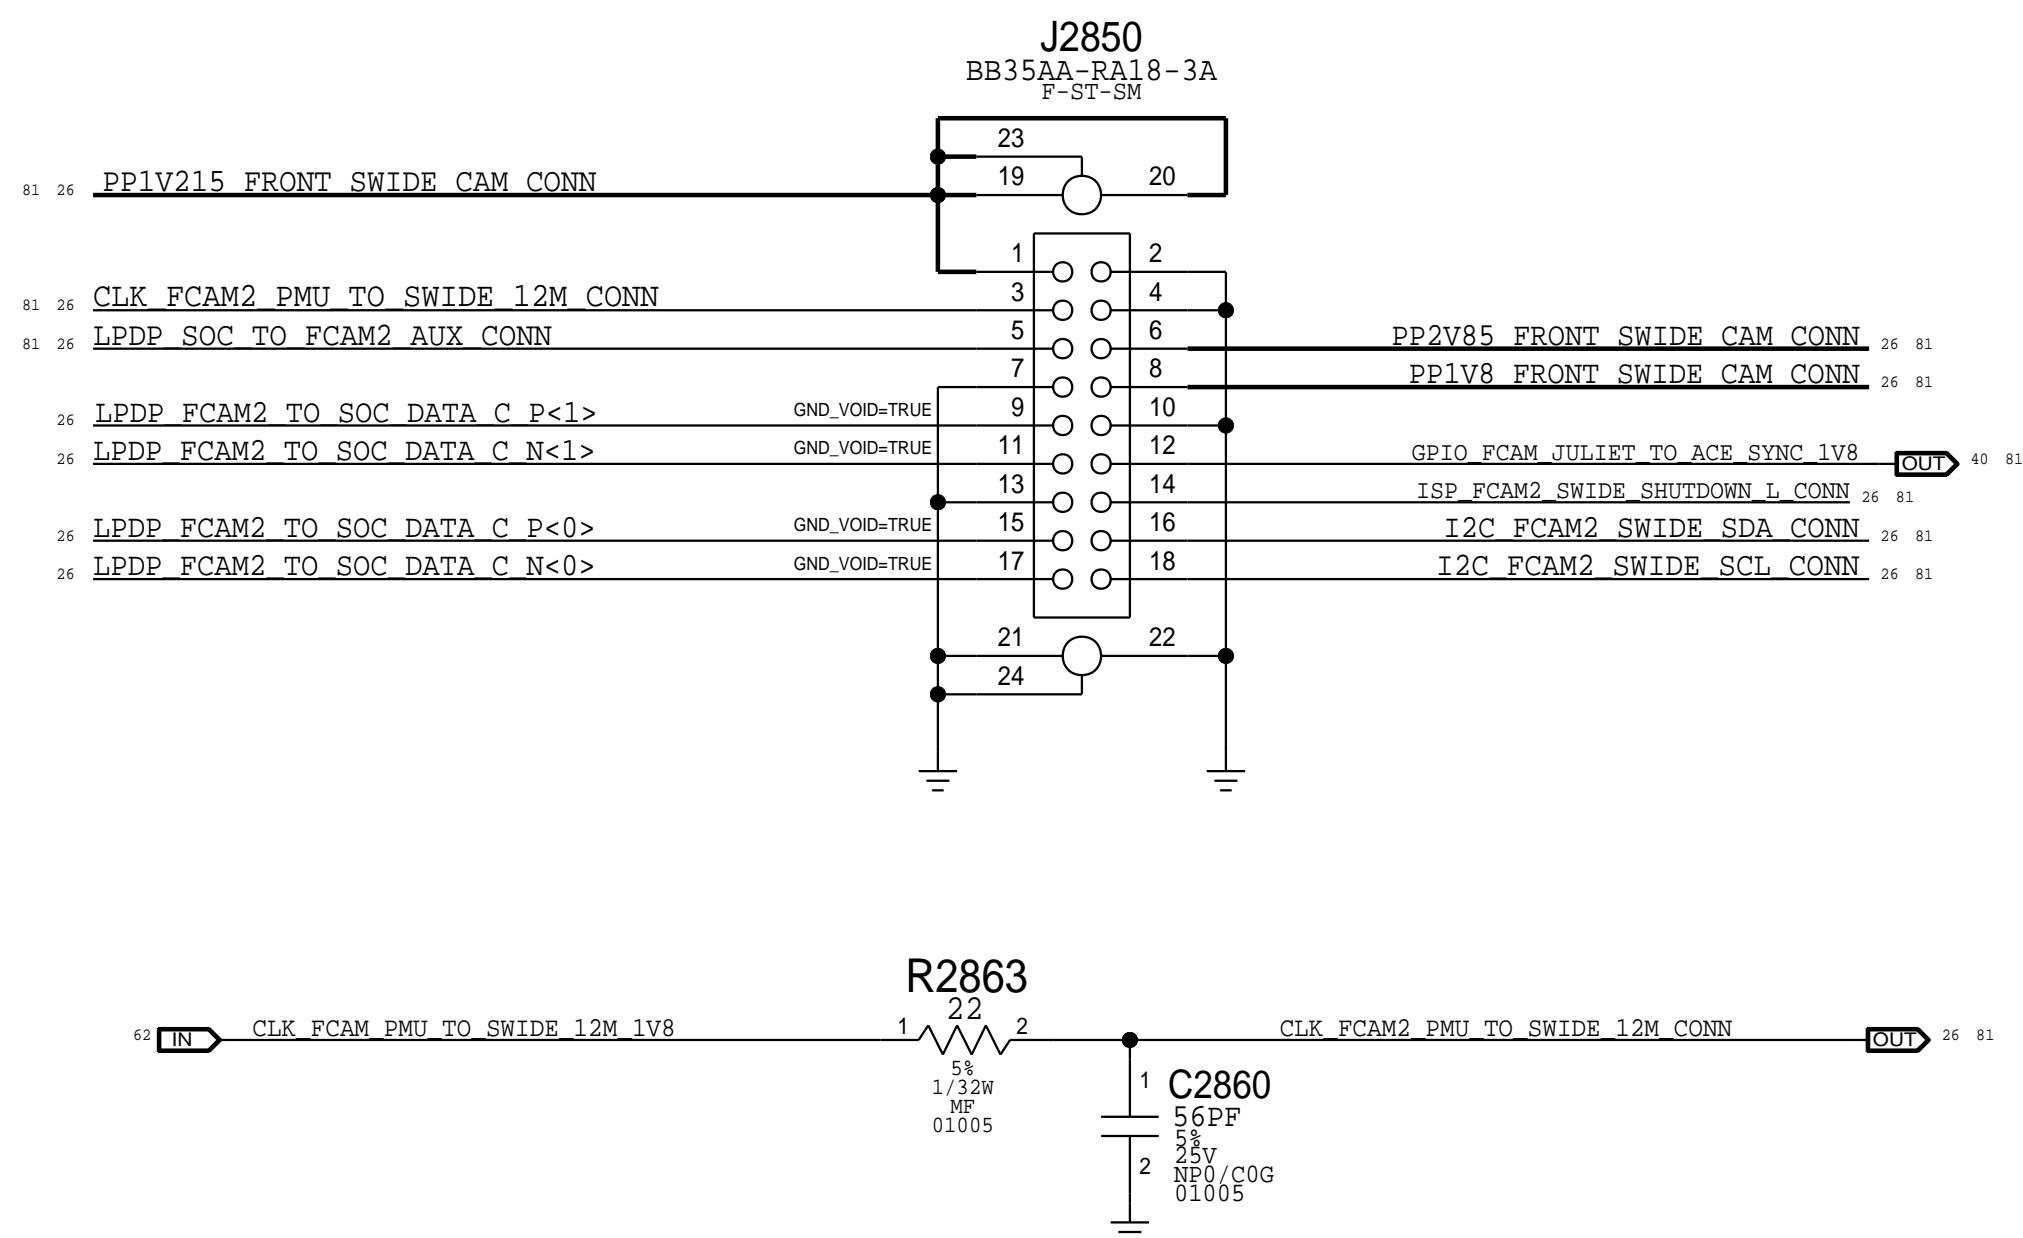 J2850
BB35AA-RA18-3A
F-ST-SM
23
81 26 PP1V215_FRONT_SWIDE_CAM_CONN 19 20
1 2
81 26 CLK_FCAM2_PMU_TO_SWIDE_12M_CONN 3 4
81 26 LPDP_SOC_TO_FCAM2_AUX_CONN 5 6 PP2V85_FRONT_SWIDE_CAM_CONN 26 81
7 8 PP1V8_FRONT_SWIDE_CAM_CONN 26 81
26 LPDP_FCAM2_TO_SOC_DATA_C_P<1> GND_VOID=TRUE 9 10
26 LPDP_FCAM2_TO_SOC_DATA_C_N<1> GND_VOID=TRUE 11 12 GPIO_FCAM_JULIET_TO_ACE_SYNC_1V8 OUT 40 81
13 14 ISP_FCAM2_SWIDE_SHUTDOWN_L_CONN 26 81
26 LPDP_FCAM2_TO_SOC_DATA_C_P<0> GND_VOID=TRUE 15 16 I2C_FCAM2_SWIDE_SDA_CONN 26 81
26 LPDP_FCAM2_TO_SOC_DATA_C_N<0> GND_VOID=TRUE 17 18 I2C_FCAM2_SWIDE_SCL_CONN 26 81
21 22
24
R2863
22
62 IN CLK_FCAM_PMU_TO_SWIDE_12M_1V8 1 2 CLK_FCAM2_PMU_TO_SWIDE_12M_CONN OUT 26 81
5%
1/32W
MF
01005
1 C2860
56PF
5%
25V
2 NP0/C0G
01005